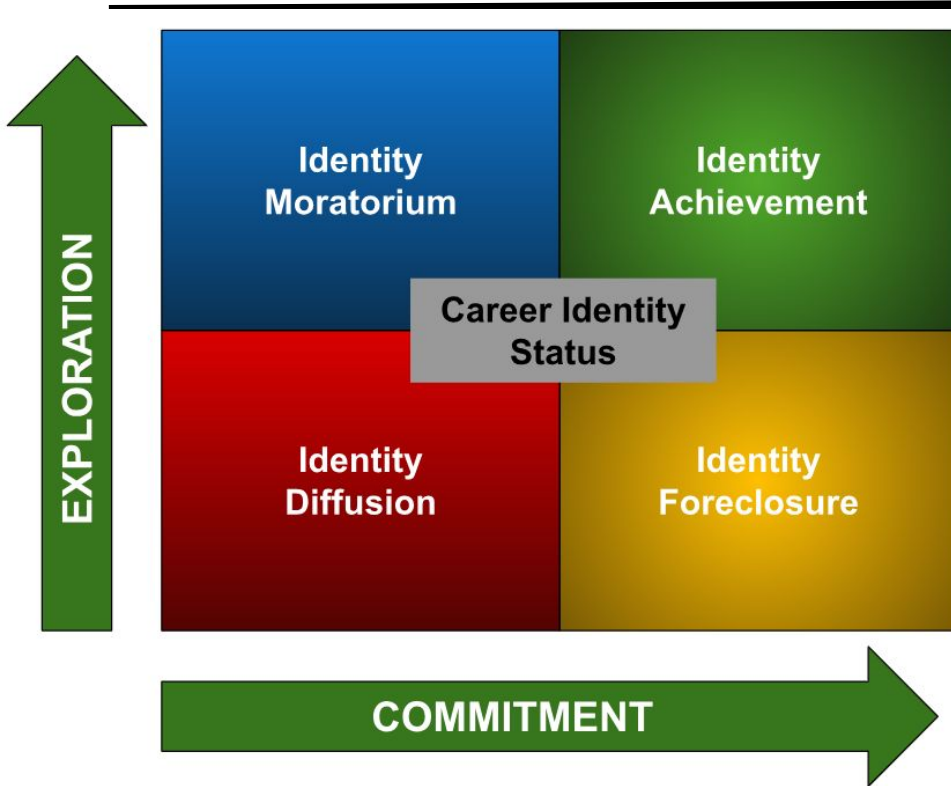 Identity
Moratorium
Identity
Achievement
Career Identity
Status
Identity
Diffusion
Identity
Foreclosure
EXPLORATION
COMMITMENT